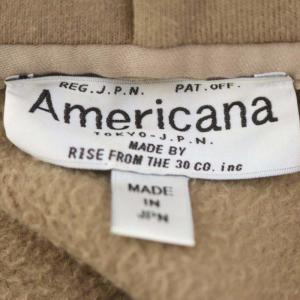 REG. J.P.N. PAT. OFF.
Americana
TOKYO-J.P.N.
MADE BY
RISE FROM THE 30 CO. inc
MADE
IN
JPN